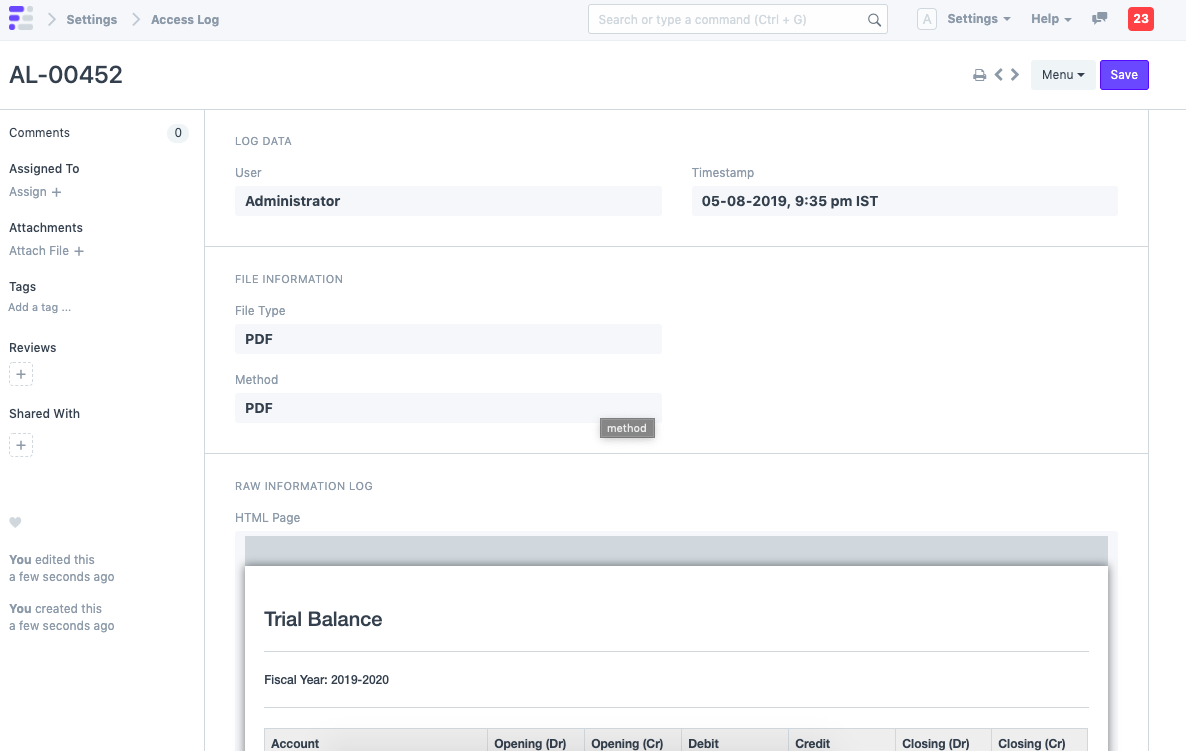 Settings
Access Log
Search or type a command (Ctrl + G)
A
Settings
Help
23
AL-00452
Menu
Save
Comments
0
Assigned To
Assign +
Attachments
Attach File +
Tags
Add a tag ...
Reviews
+
Shared With
+
You edited this
a few seconds ago
You created this
a few seconds ago
LOG DATA
User
Administrator
Timestamp
05-08-2019, 9:35 pm IST
FILE INFORMATION
File Type
PDF
Method
PDF
method
RAW INFORMATION LOG
HTML Page
Trial Balance
Fiscal Year: 2019-2020
Account Opening (Dr) Opening (Cr) Debit Credit Closing (Dr) Closing (Cr)